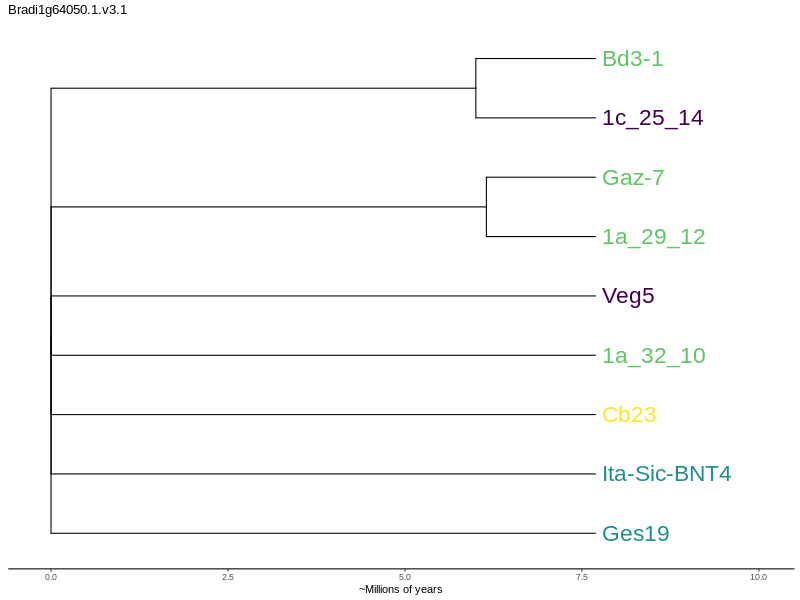 Bradi1g64050.1.v3.1
Bd3-1
1c_25_14
Gaz-7
1a_29_12
Veg5
1a_32_10
Cb23
Ita-Sic-BNT4
Ges19
0.0 2.5 5.0 7.5 10.0
~Millions of years